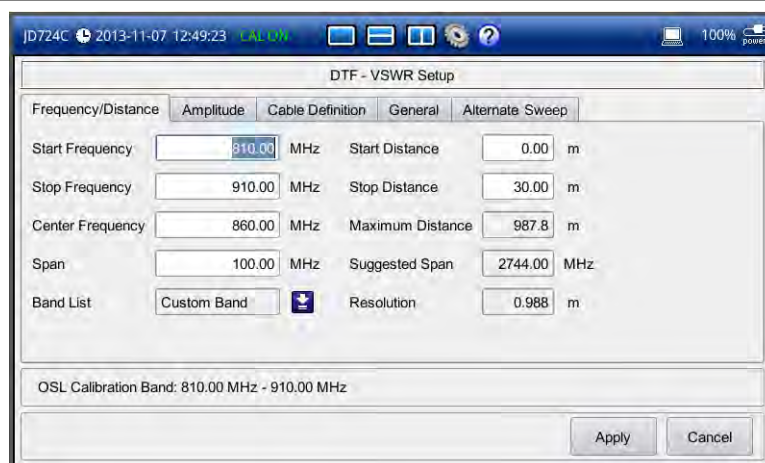 JD724C 2013-11-07 12:49:23 CAL ON ? 100% power
DTF - VSWR Setup
Frequency/Distance Amplitude Cable Definition General Alternate Sweep
Start Frequency 810.00 MHz Start Distance 0.00 m
Stop Frequency 910.00 MHz Stop Distance 30.00 m
Center Frequency 860.00 MHz Maximum Distance 987.8 m
Span 100.00 MHz Suggested Span 2744.00 MHz
Band List Custom Band Resolution 0.988 m
OSL Calibration Band: 810.00 MHz - 910.00 MHz
Apply Cancel